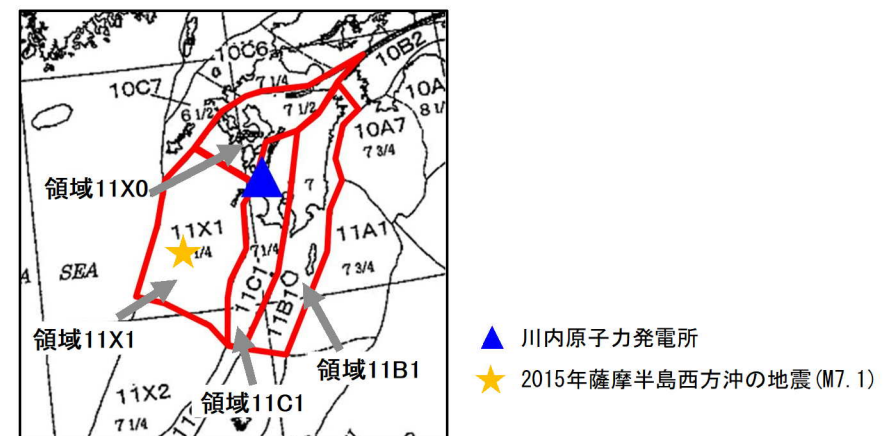 10C6
10B2
7 1/4
10C7
7 1/2
10A
6 1/2
8 1/
10A7
7 3/4
領域11X0
7
11X1
11A1
1/4
7 1/4
SEA
7 3/4
11C1
11B1
領域11X1
領域11B1
11X2
領域11C1
7 1/4
11
川内原子力発電所
2015年薩摩半島西方沖の地震(M7.1)